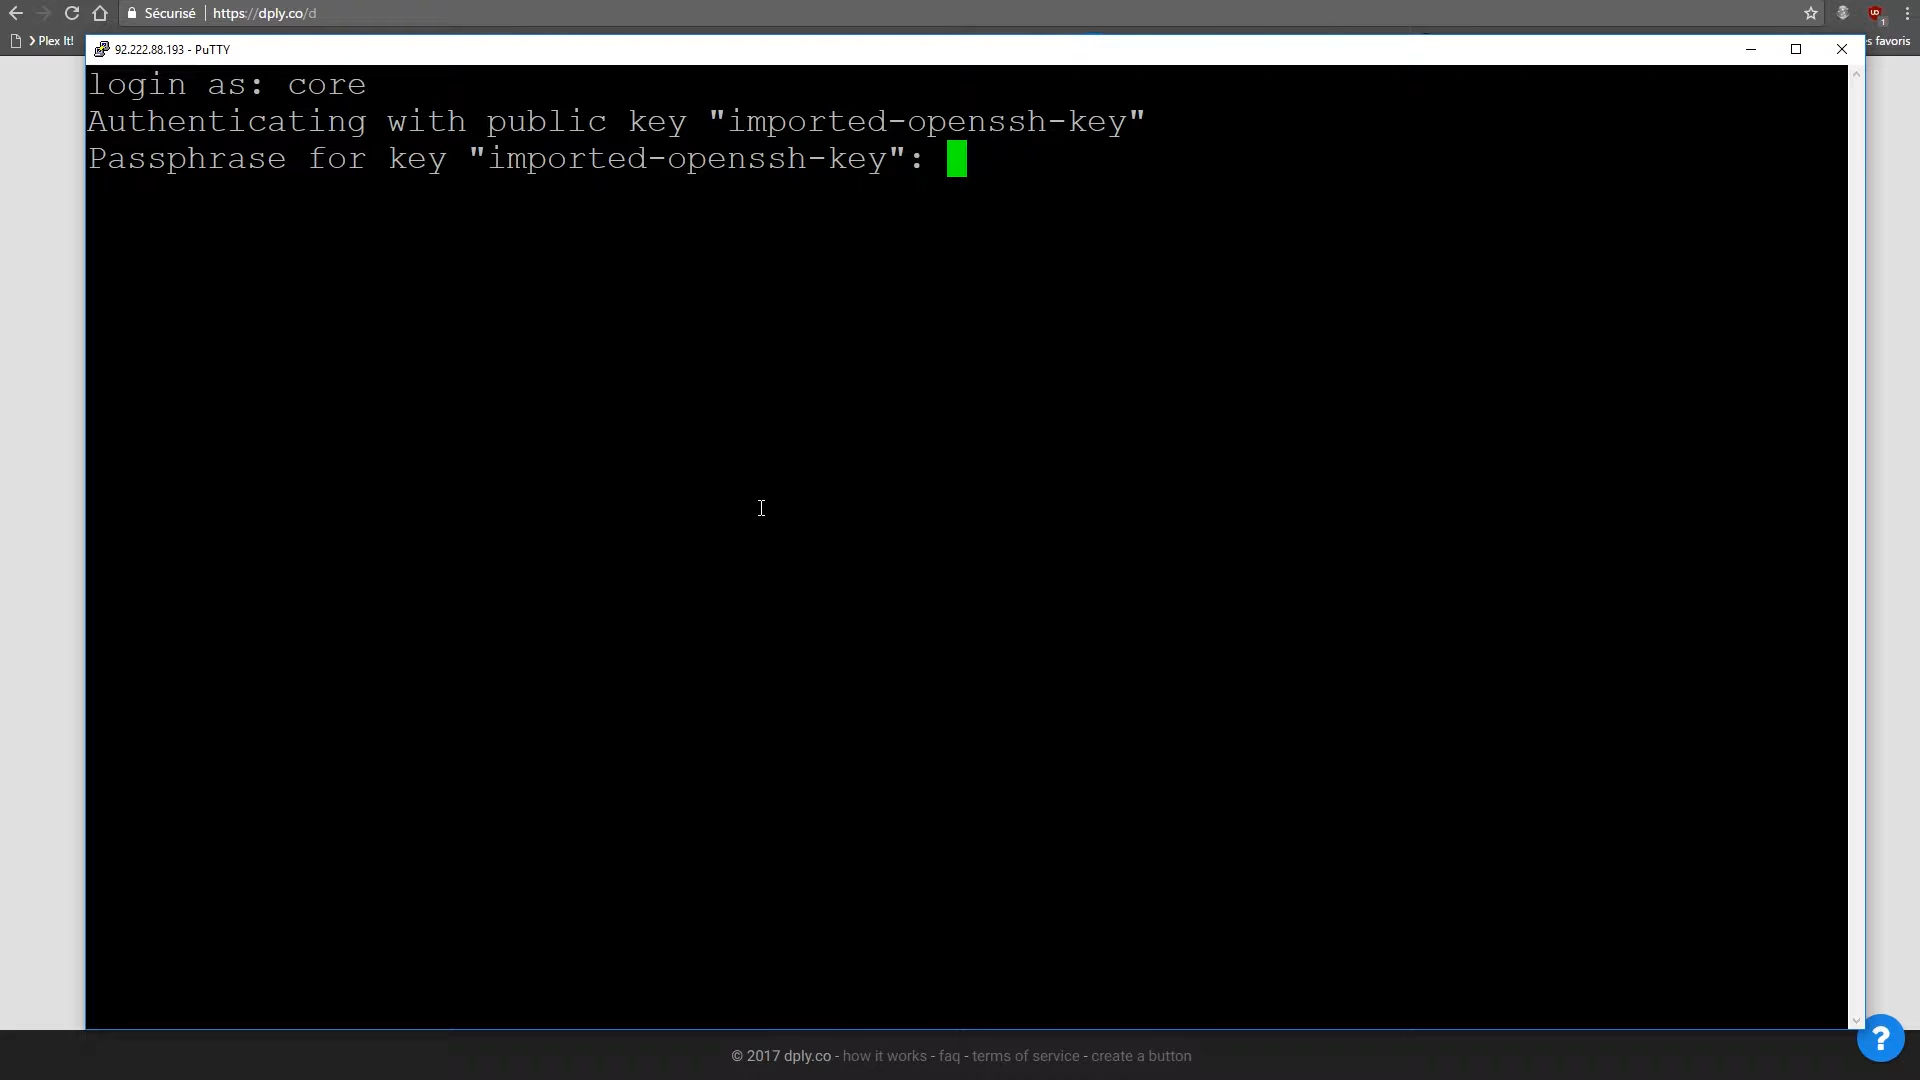 Sécurisé | https://dply.co/d
Plex It!
s favoris
92.222.88.193 - PuTTY
login as: core
Authenticating with public key "imported-openssh-key"
Passphrase for key "imported-openssh-key":
© 2017 dply.co - how it works - faq - terms of service - create a button
?
1